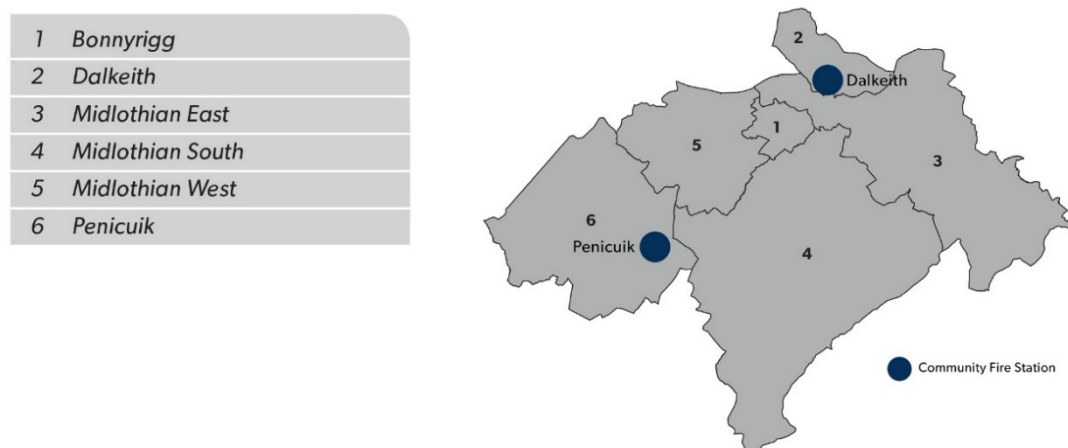 1 Bonnyrigg
2 Dalkeith
3 Midlothian East
4 Midlothian South
5 Midlothian West
6 Penicuik
2
Dalkeith
1
5
3
6
Penicuik
4
Community Fire Station